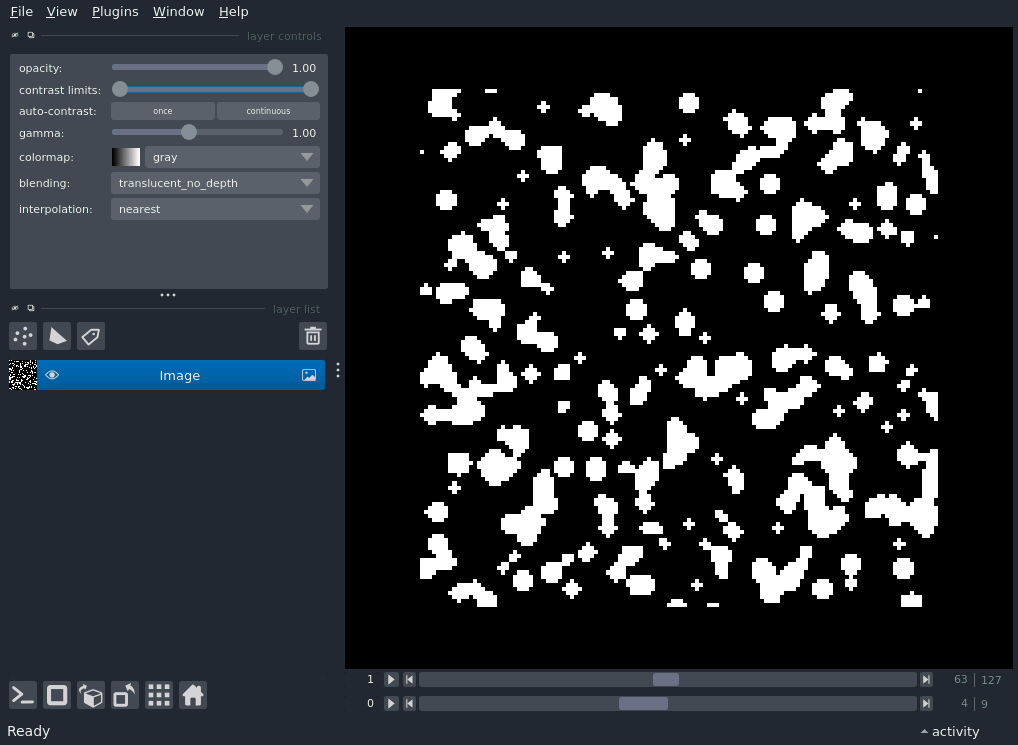 File View Plugins Window Help
layer controls
opacity: 1.00
contrast limits:
auto-contrast: once continuous
gamma: 1.00
colormap: gray
blending: translucent_no_depth
interpolation: nearest
layer list
Image
1 63 127
0 4 9
Ready activity